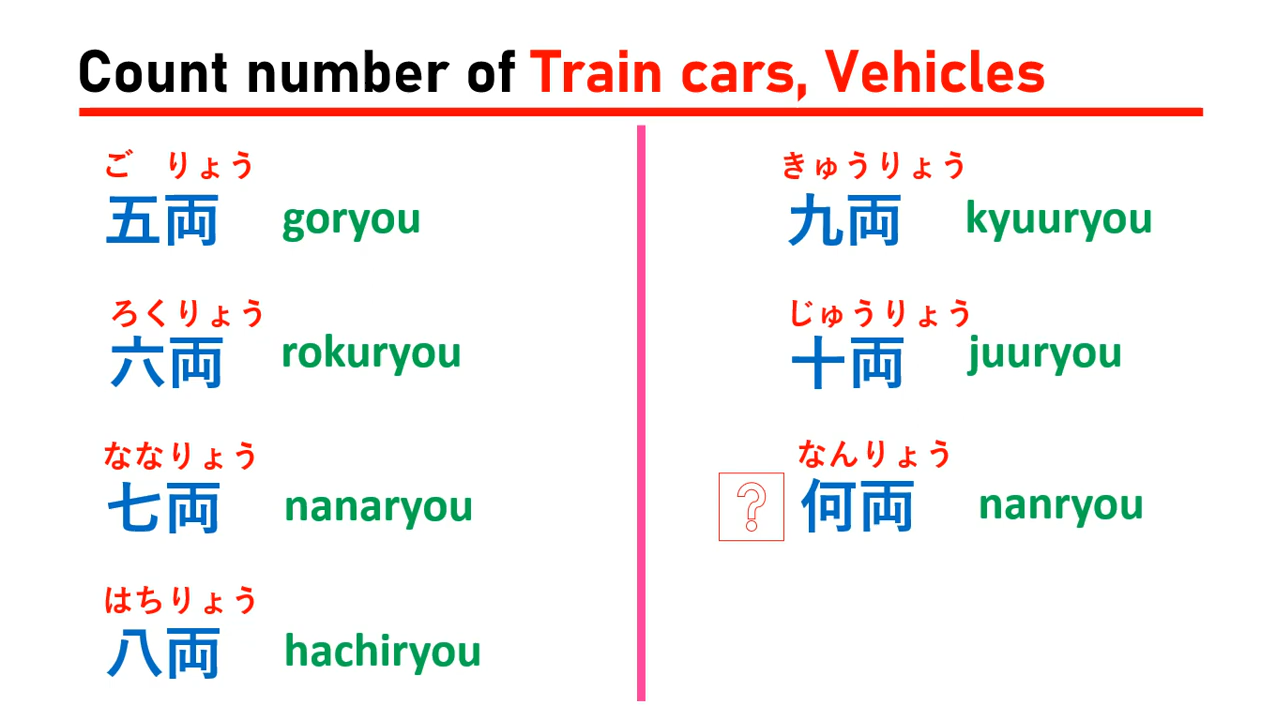 Count number of Train cars, Vehicles
ご りょう
五両 goryou
ろくりょう
六両 rokuryou
ななりょう
七両 nanaryou
はちりょう
八両 hachiryou
きゅうりょう
九両 kyuuryou
じゅうりょう
十両 juuryou
なんりょう
? 何両 nanryou